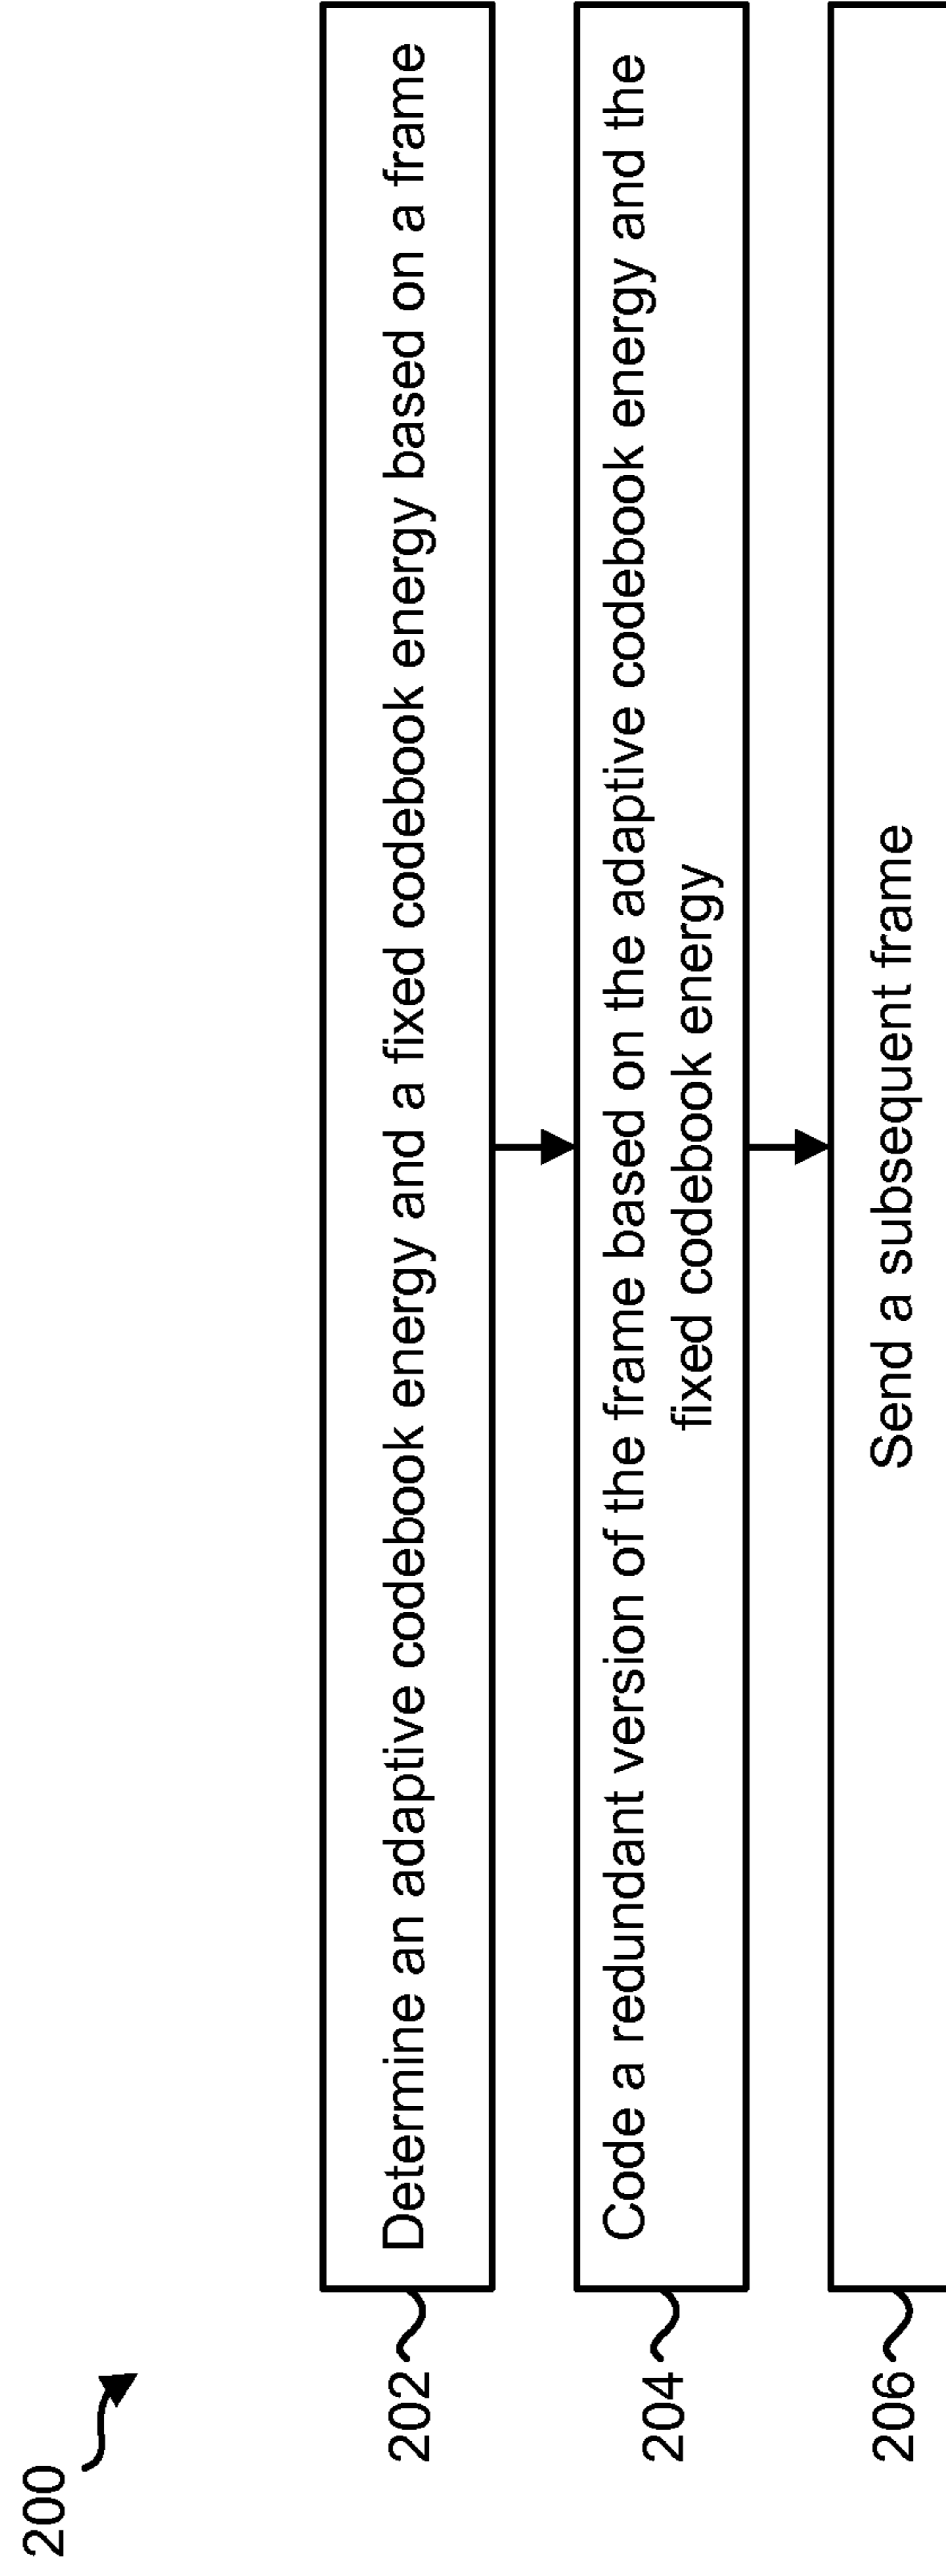 200
202
Determine an adaptive codebook energy and a fixed codebook energy based on a frame
204
Code a redundant version of the frame based on the adaptive codebook energy and the
fixed codebook energy
206
Send a subsequent frame